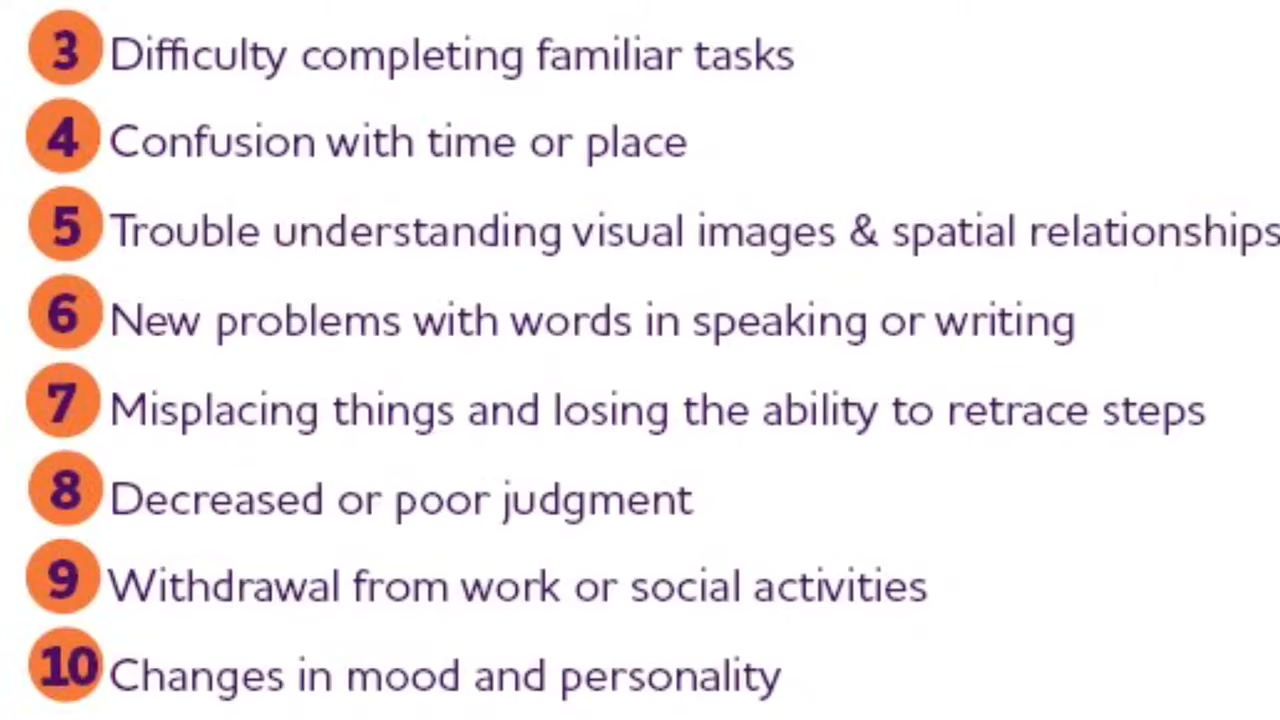 3 Difficulty completing familiar tasks
4 Confusion with time or place
5 Trouble understanding visual images & spatial relationships
6 New problems with words in speaking or writing
7 Misplacing things and losing the ability to retrace steps
8 Decreased or poor judgment
9 Withdrawal from work or social activities
10 Changes in mood and personality